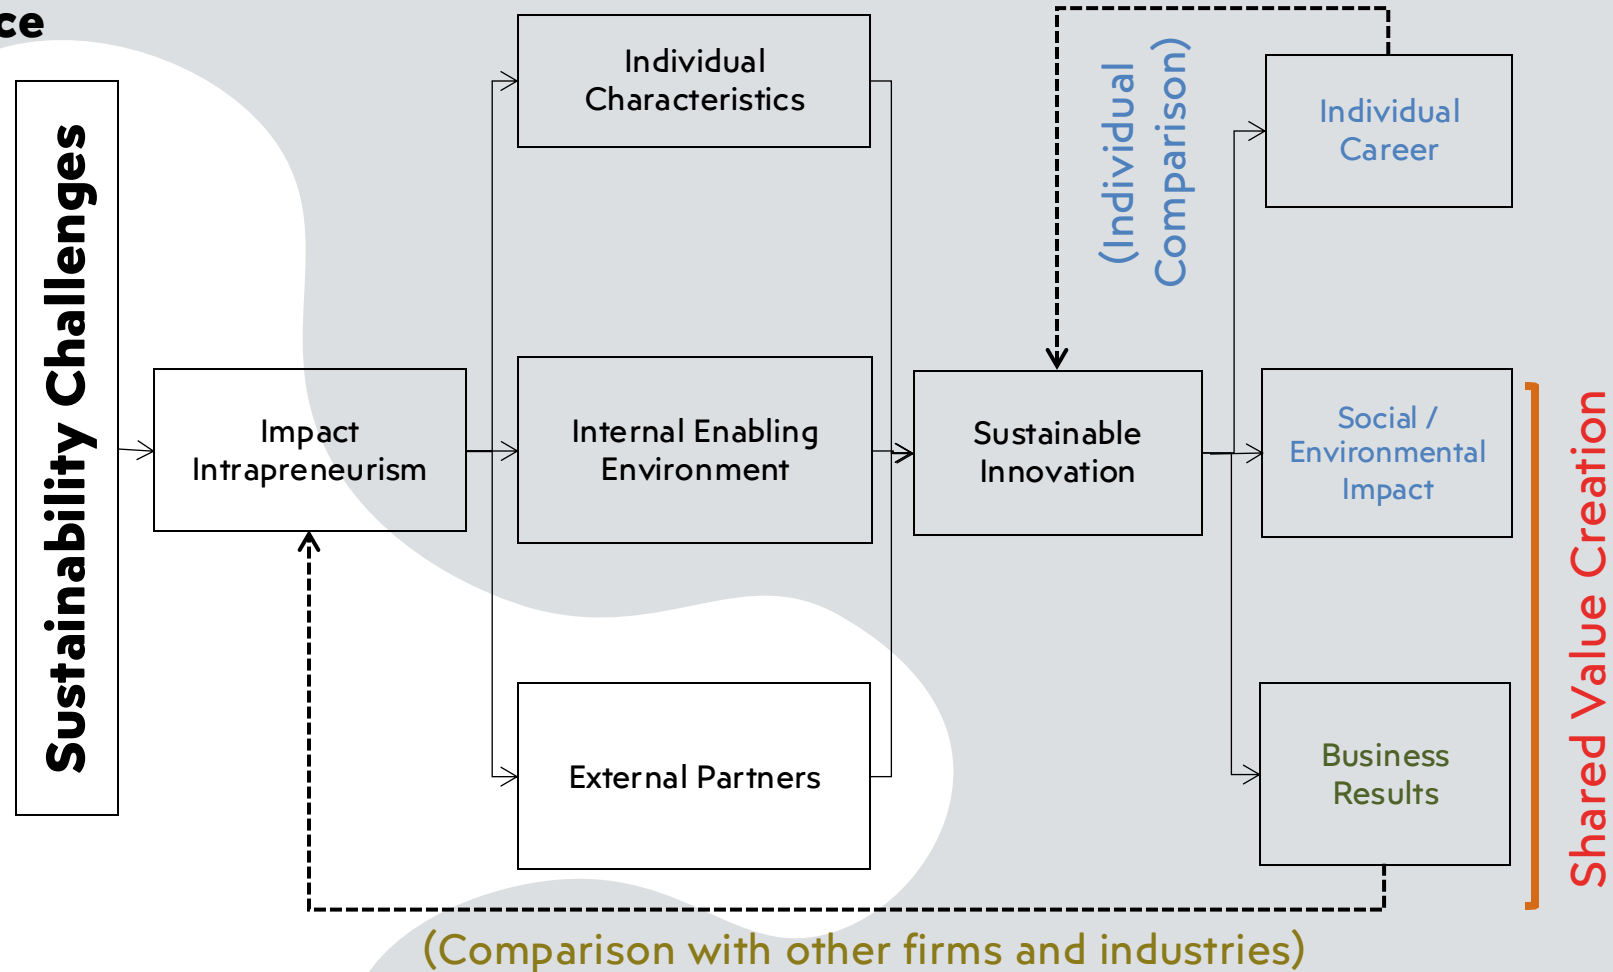 ce
Sustainability Challenges
Impact
Intrapreneurism
Individual
Characteristics
Internal Enabling
Environment
External Partners
Sustainable
Innovation
(Individual
Comparison)
Individual
Career
Social /
Environmental
Impact
Business
Results
Shared Value Creation
(Comparison with other firms and industries)